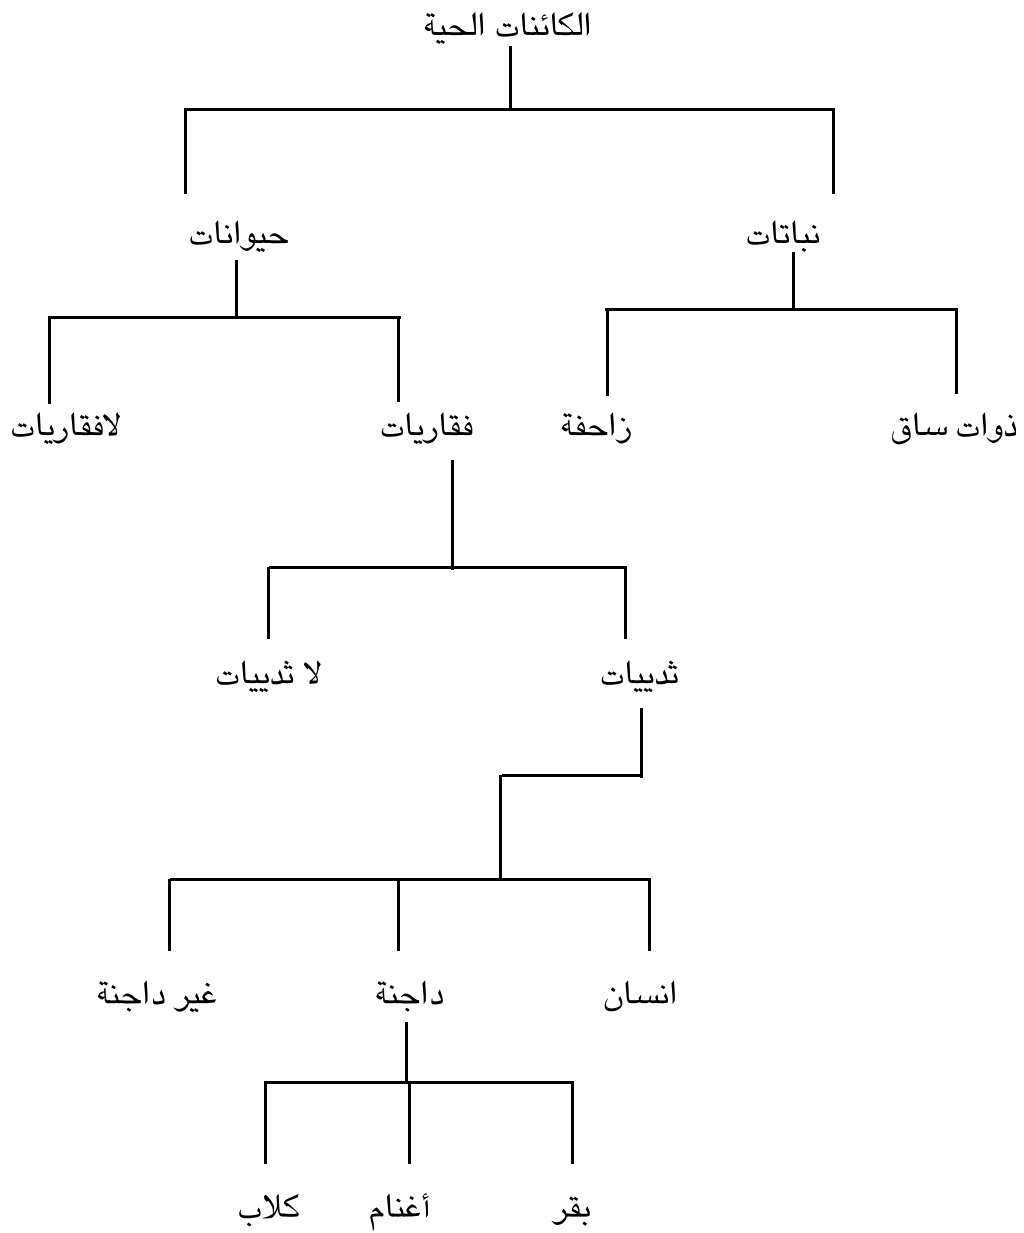 الكائنات الحية
نباتات
حيوانات
ذوات ساق
زاحفة
فقاريات
لافقاريات
ثدييات
لا ثدييات
انسان
داجنة
غير داجنة
بقر
أغنام
كلاب